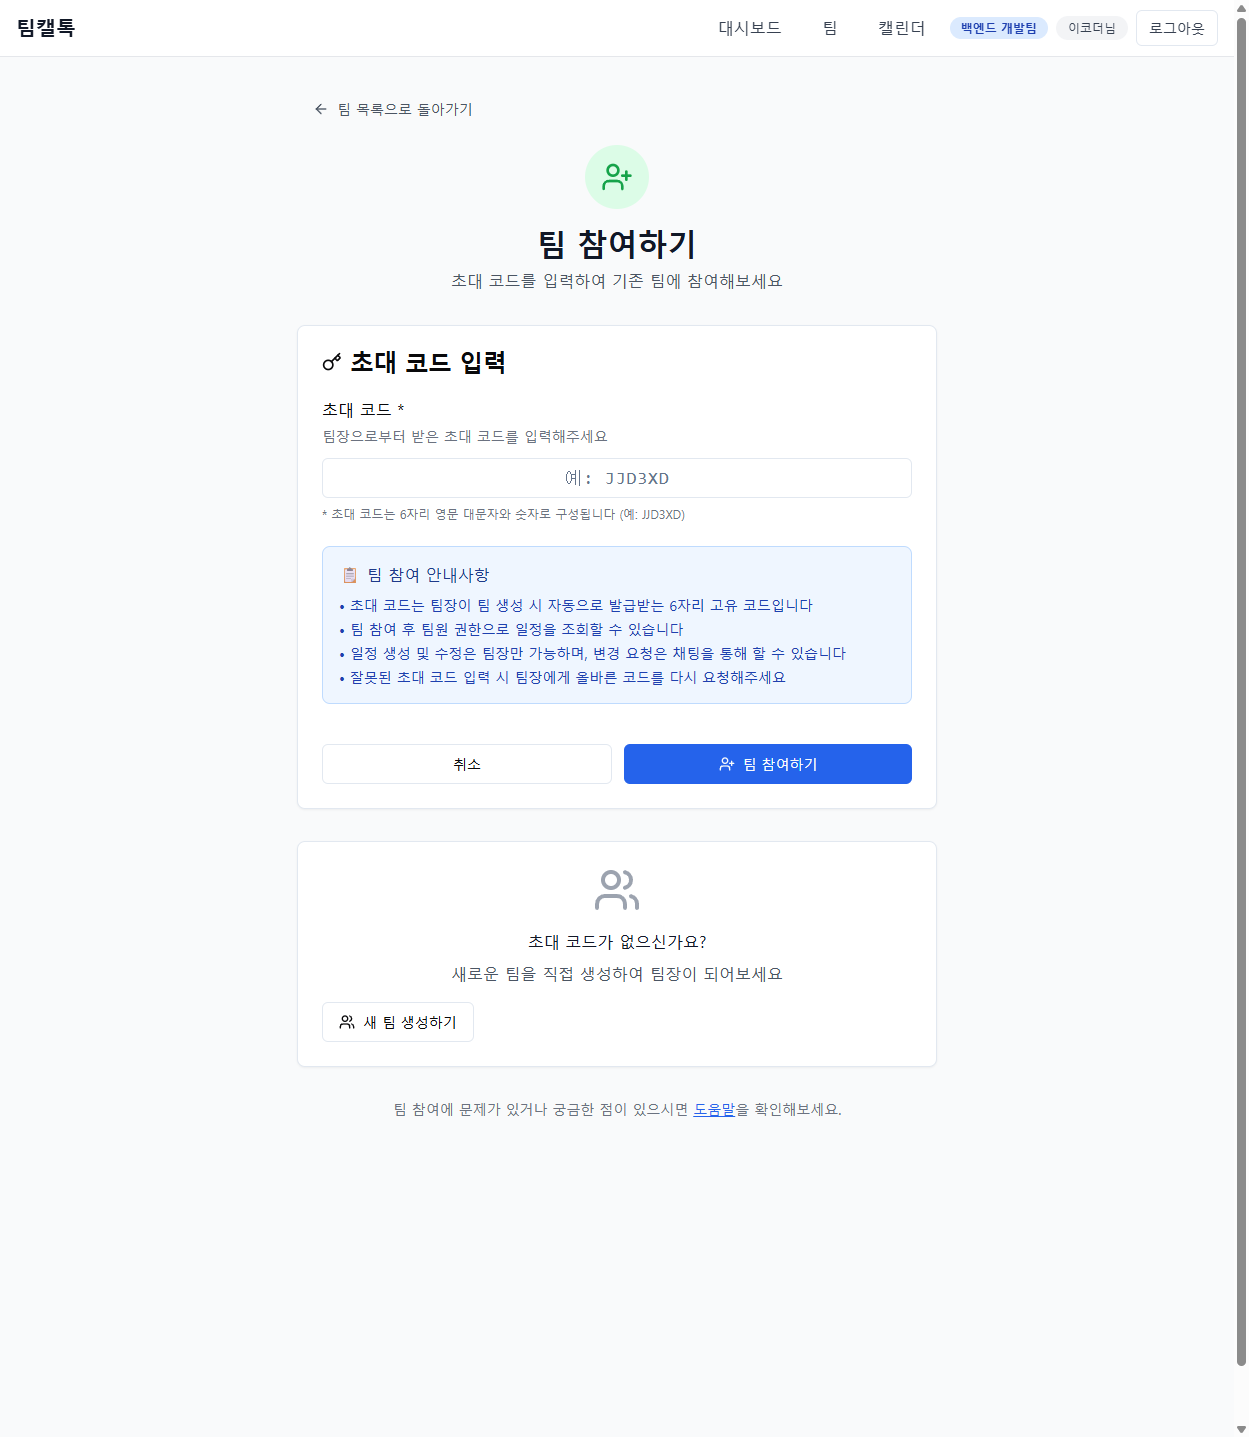 팀캘톡
대시보드 팀 캘린더 백엔드 개발팀 이코더님 로그아웃
← 팀 목록으로 돌아가기
팀 참여하기
초대 코드를 입력하여 기존 팀에 참여해보세요
초대 코드 입력
초대 코드 *
팀장으로부터 받은 초대 코드를 입력해주세요
예: JJD3XD
* 초대 코드는 6자리 영문 대문자와 숫자로 구성됩니다 (예: JJD3XD)
📋 팀 참여 안내사항
• 초대 코드는 팀장이 팀 생성 시 자동으로 발급받는 6자리 고유 코드입니다
• 팀 참여 후 팀원 권한으로 일정을 조회할 수 있습니다
• 일정 생성 및 수정은 팀장만 가능하며, 변경 요청은 채팅을 통해 할 수 있습니다
• 잘못된 초대 코드 입력 시 팀장에게 올바른 코드를 다시 요청해주세요
취소 팀 참여하기
초대 코드가 없으신가요?
새로운 팀을 직접 생성하여 팀장이 되어보세요
새 팀 생성하기
팀 참여에 문제가 있거나 궁금한 점이 있으시면 도움말을 확인해보세요.